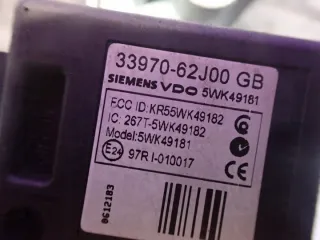 33970-62J00 GB
SIEMENS VDO 5WK49181
FCC ID: KR55WK49182
IC: 267T-5WK49182
Model: 5WK49181
E24 97R I-010017
CE
0612183